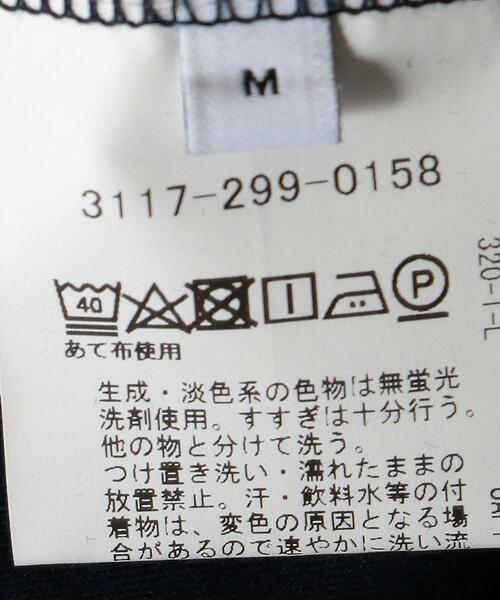 M
3117-299-0158
40
P
あて布使用
320-1-L
生成・淡色系の色物は無蛍光
洗剤使用。すすぎは十分行う。
他の物と分けて洗う。
つけ置き洗い・濡れたままの
放置禁止。汗・飲料水等の付
着物は、変色の原因となる場
合があるので速やかに洗い流